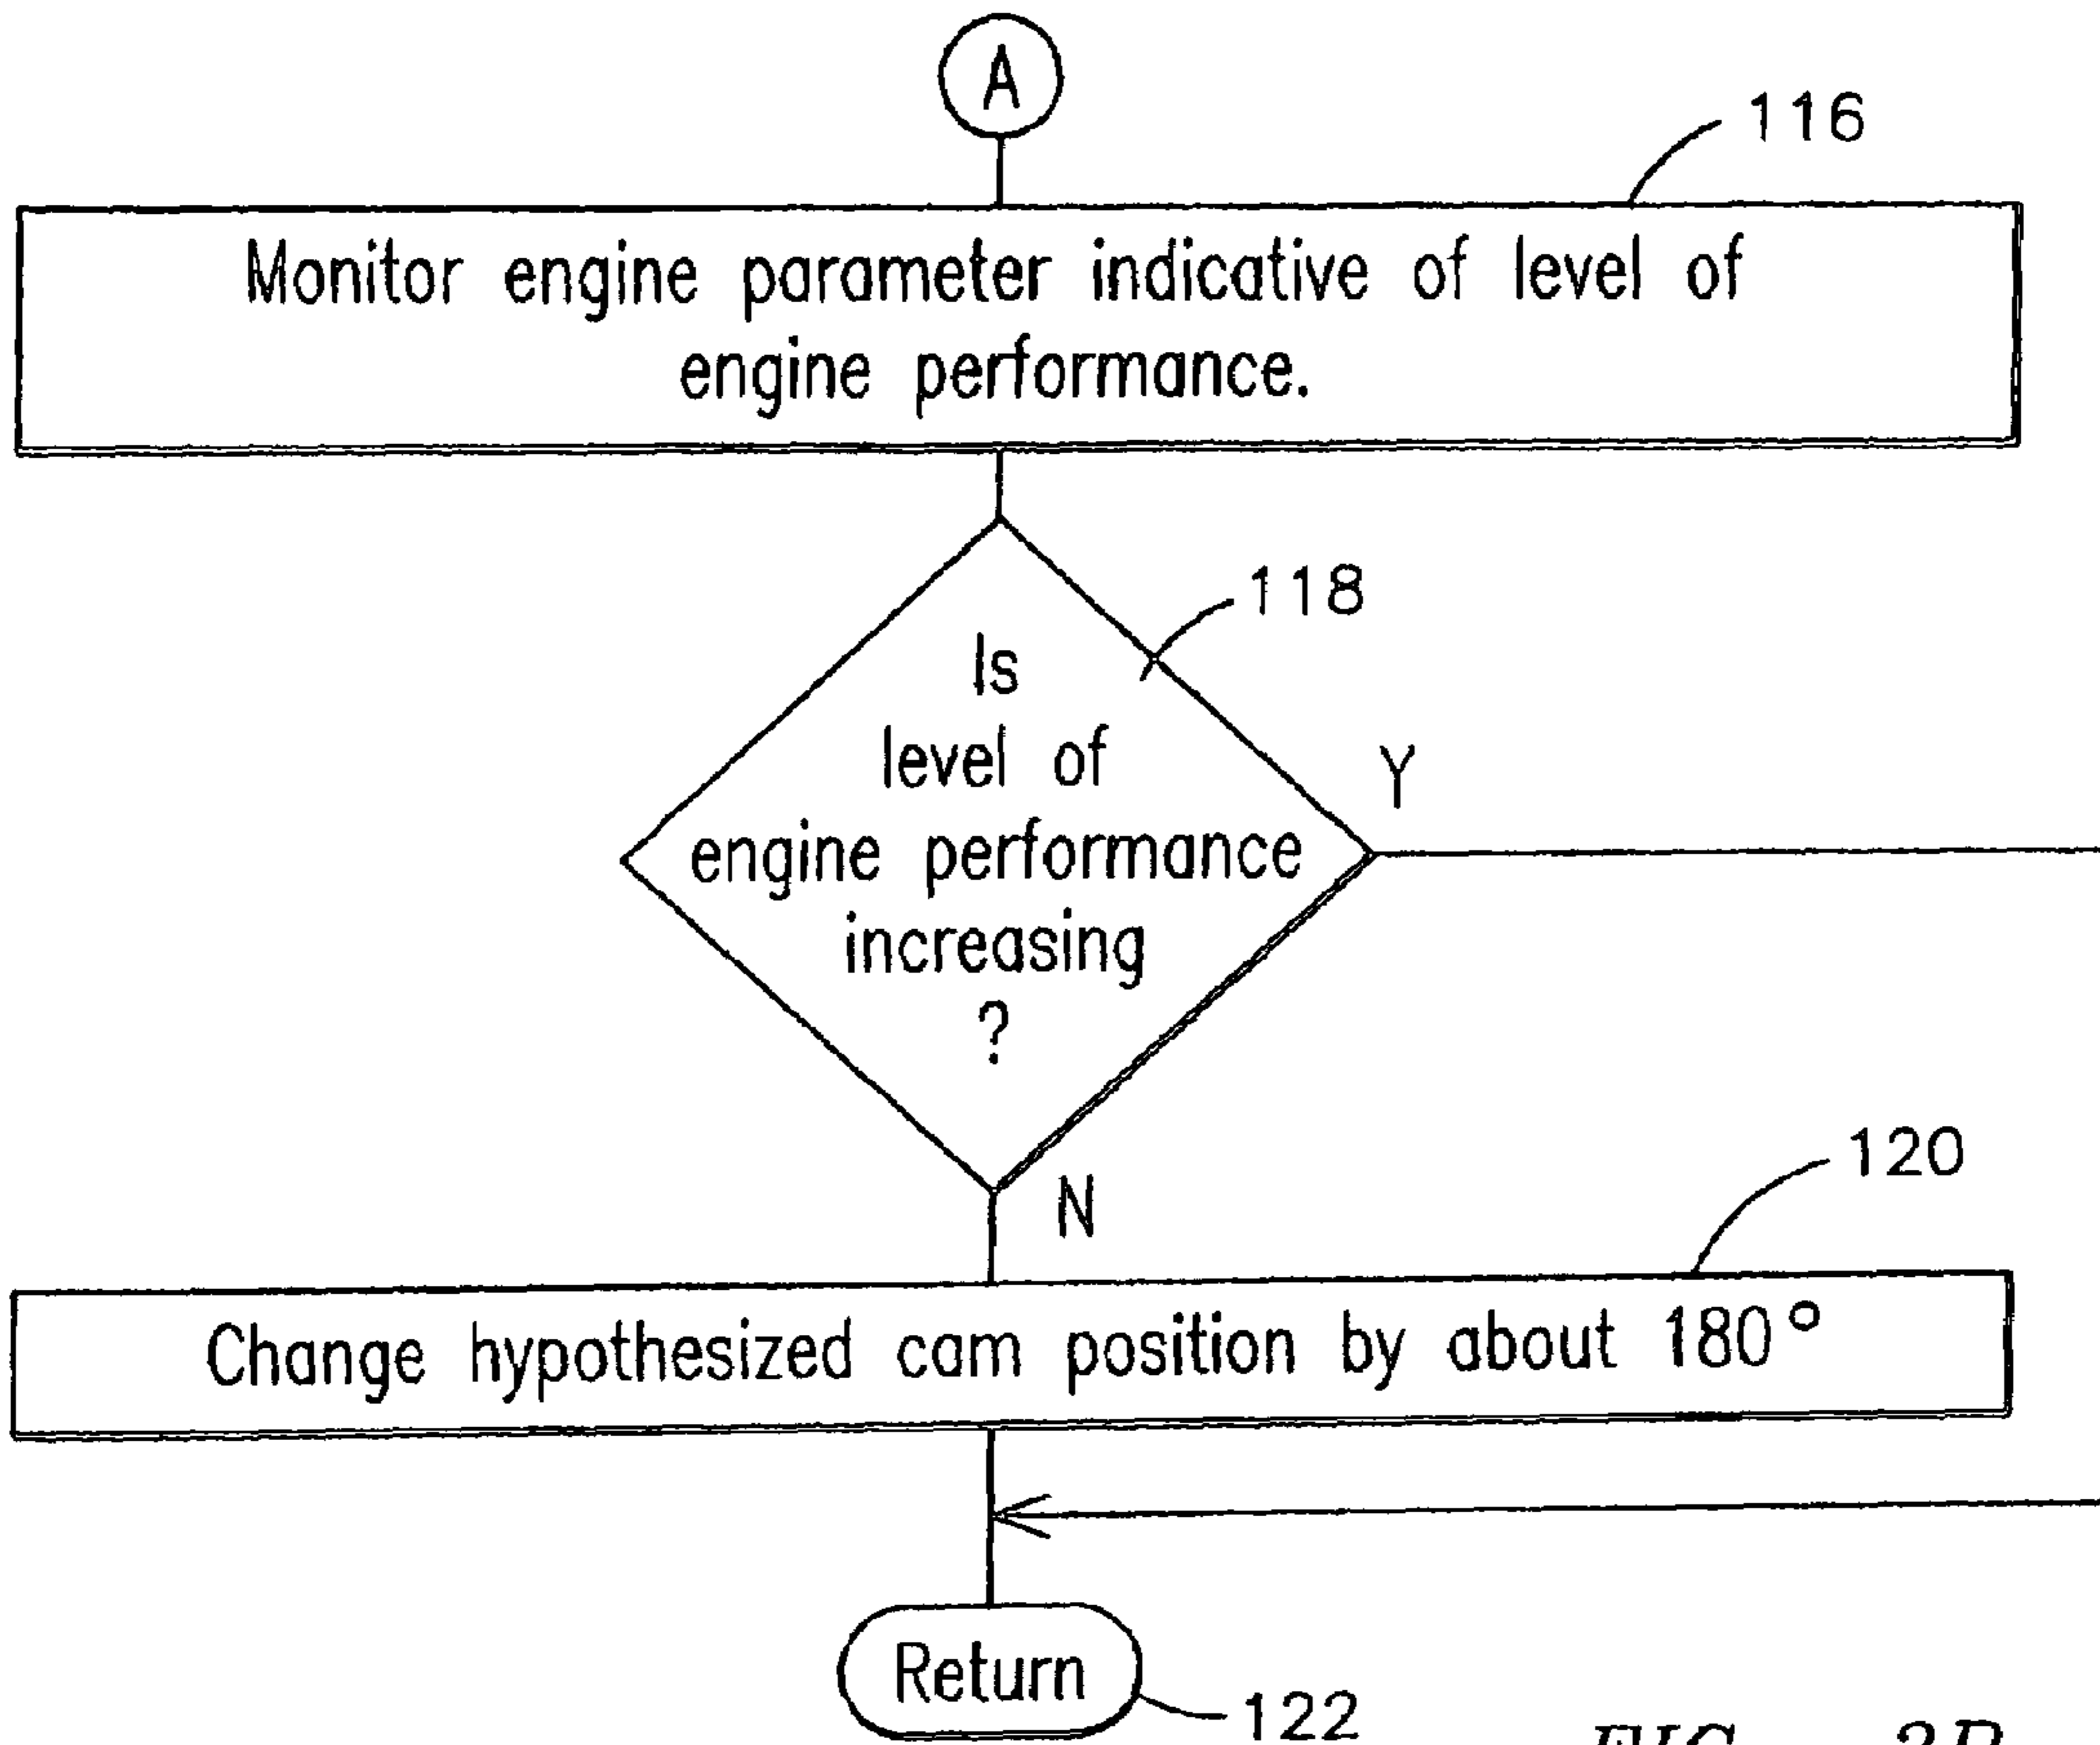 A
116
Monitor engine parameter indicative of level of
engine performance.
118
Is
level of
engine performance
increasing
?
Y
N
120
Change hypothesized cam position by about 180°
Return
122